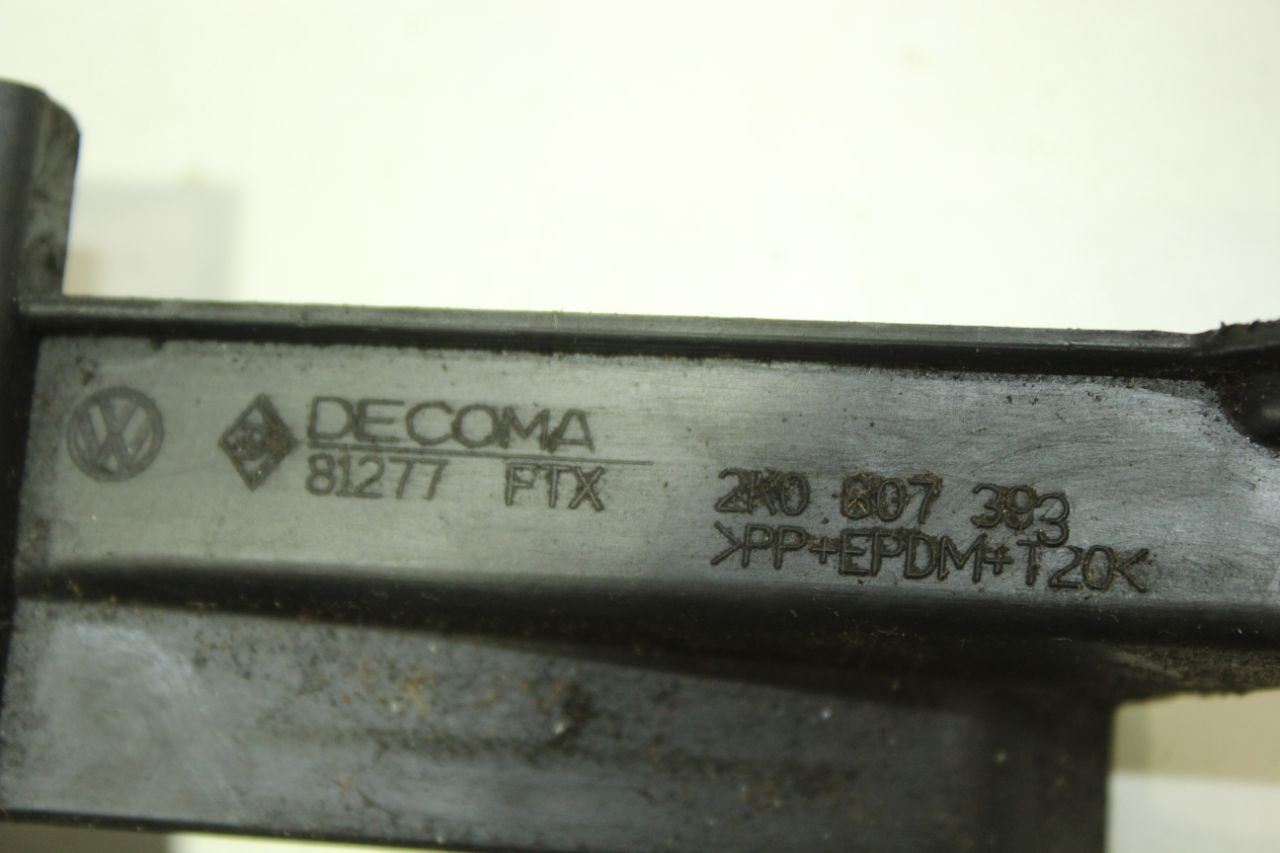 DECOMA
81277 FTX
2K0 807 393
>PP+EPDM+T20<